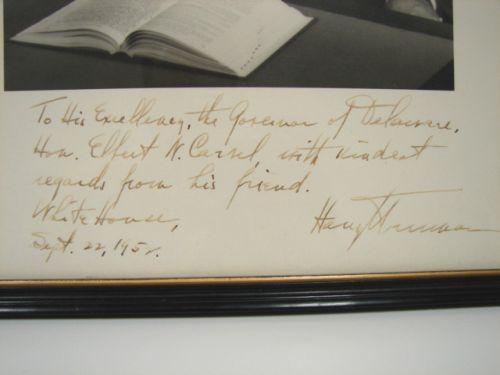 To His Excellency, the Governor of Delaware,
Hon. Elbert N. Carvel, with kindest
regards from his friend.
White House,
Harry Truman
Sept. 22, 1952.